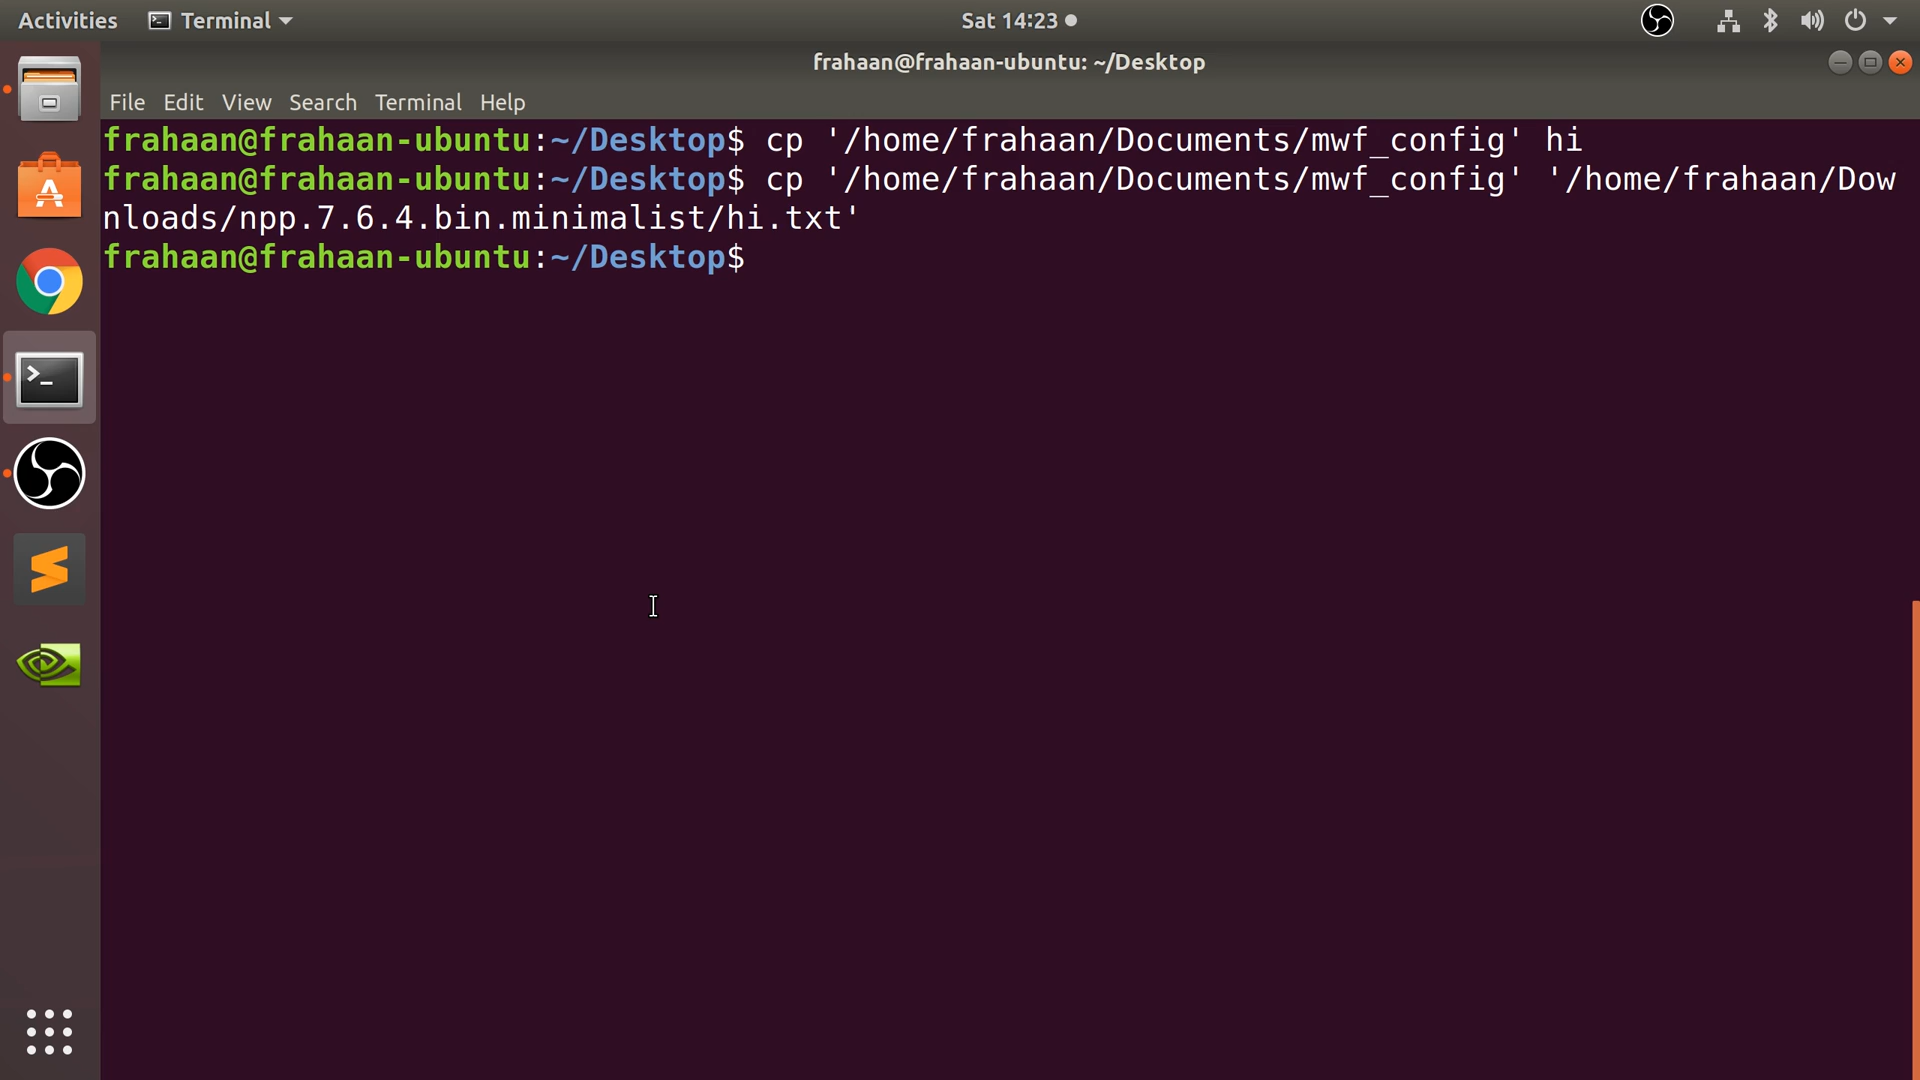 Activities Terminal Sat 14:23
frahaan@frahaan-ubuntu: ~/Desktop
File Edit View Search Terminal Help
frahaan@frahaan-ubuntu:~/Desktop$ cp '/home/frahaan/Documents/mwf_config' hi
frahaan@frahaan-ubuntu:~/Desktop$ cp '/home/frahaan/Documents/mwf_config' '/home/frahaan/Dow
nloads/npp.7.6.4.bin.minimalist/hi.txt'
frahaan@frahaan-ubuntu:~/Desktop$